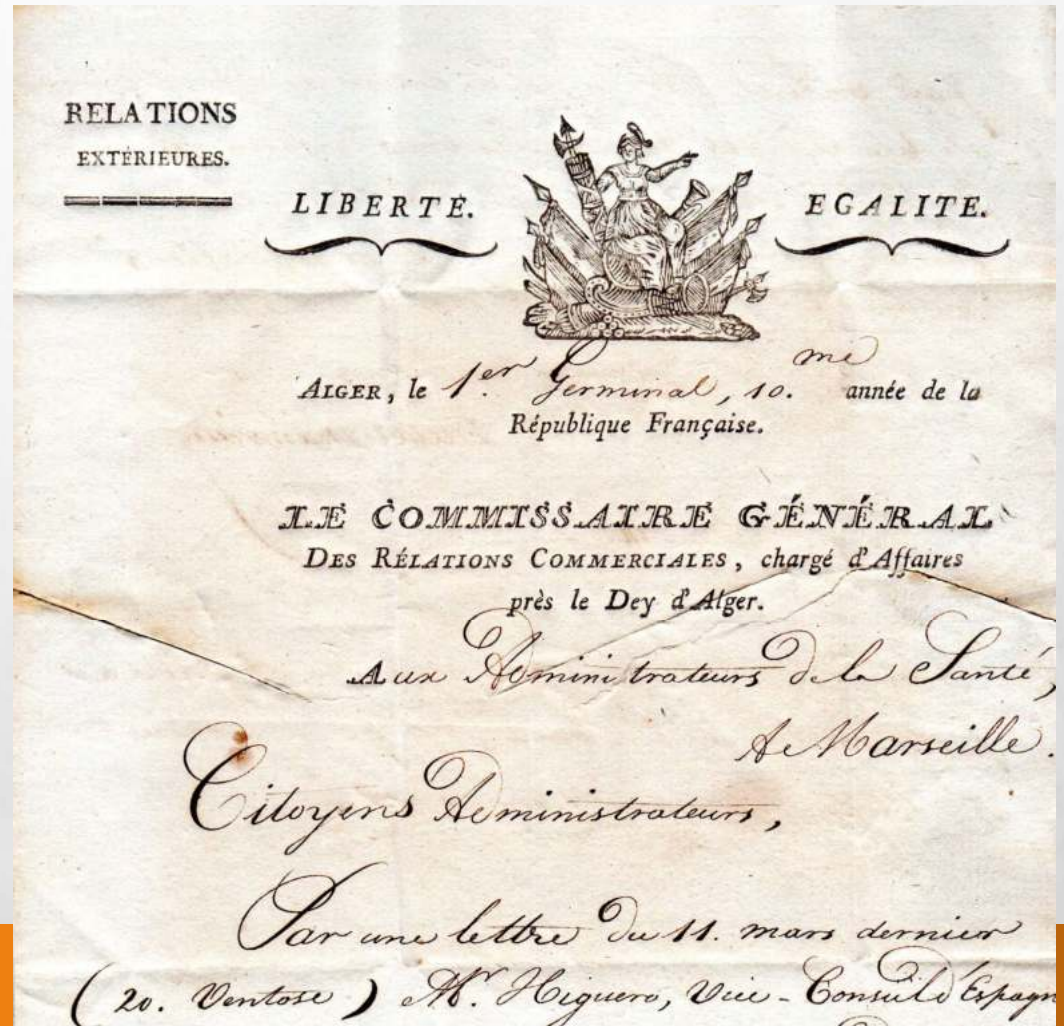 RELATIONS
EXTÉRIEURES.
LIBERTÉ.
EGALITÉ.
ALGER, le 1.er Germinal, 10.me année de la
République Française.
LE COMMISSAIRE GÉNÉRAL
DES RÉLATIONS COMMERCIALES, chargé d'Affaires
près le Dey d'Alger.
Aux Administrateurs de la Santé,
A Marseille.
Citoyens Administrateurs,
Par une lettre du 11. mars dernier
(20. Ventose) Mr. Higuero, Vice-Consul d'Espagn